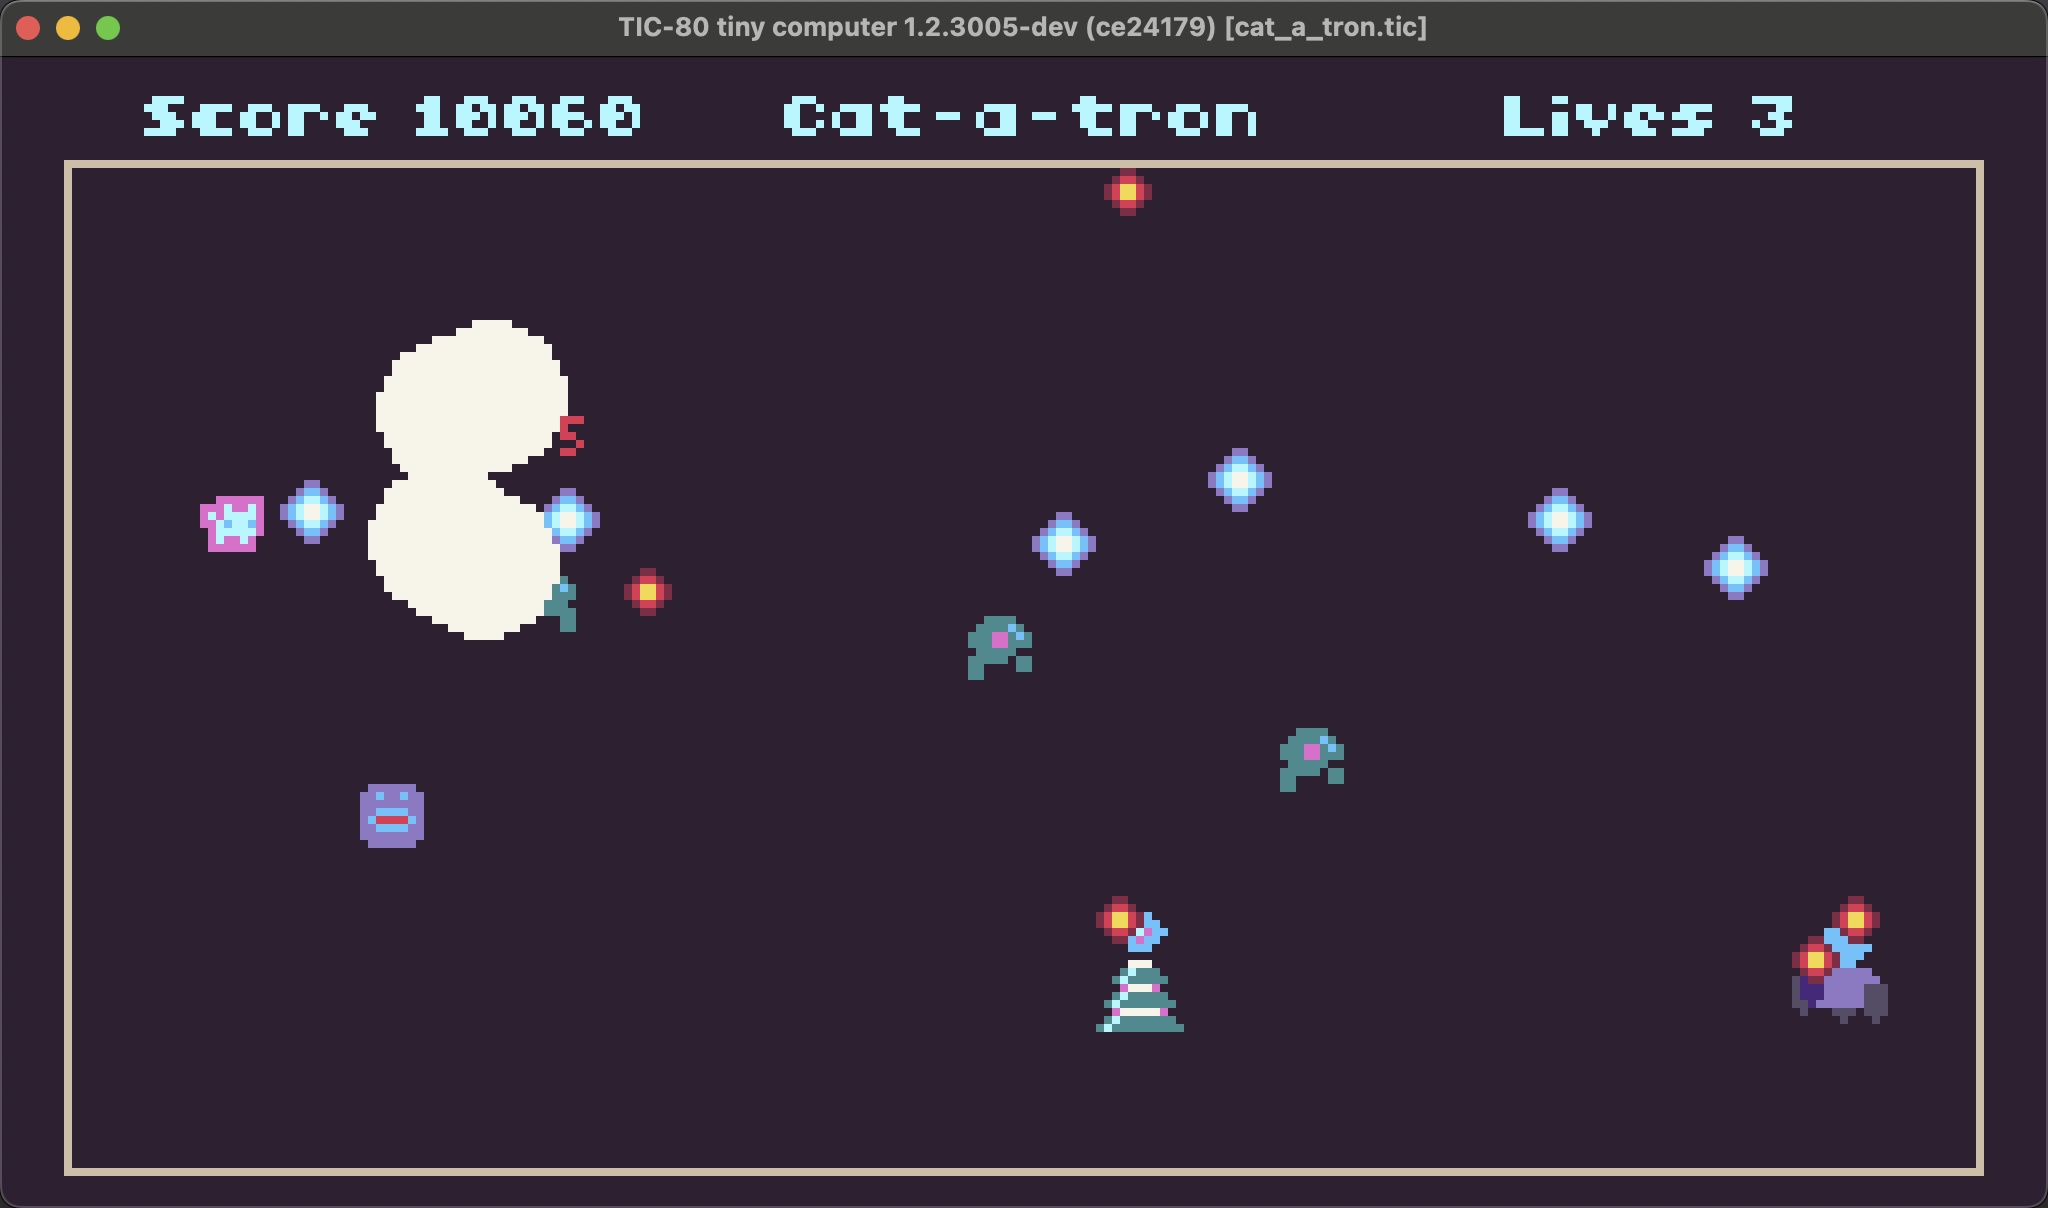 TIC-80 tiny computer 1.2.3005-dev (ce24179) [cat_a_tron.tic]
Score 10060 Cat-a-tron Lives 3
5